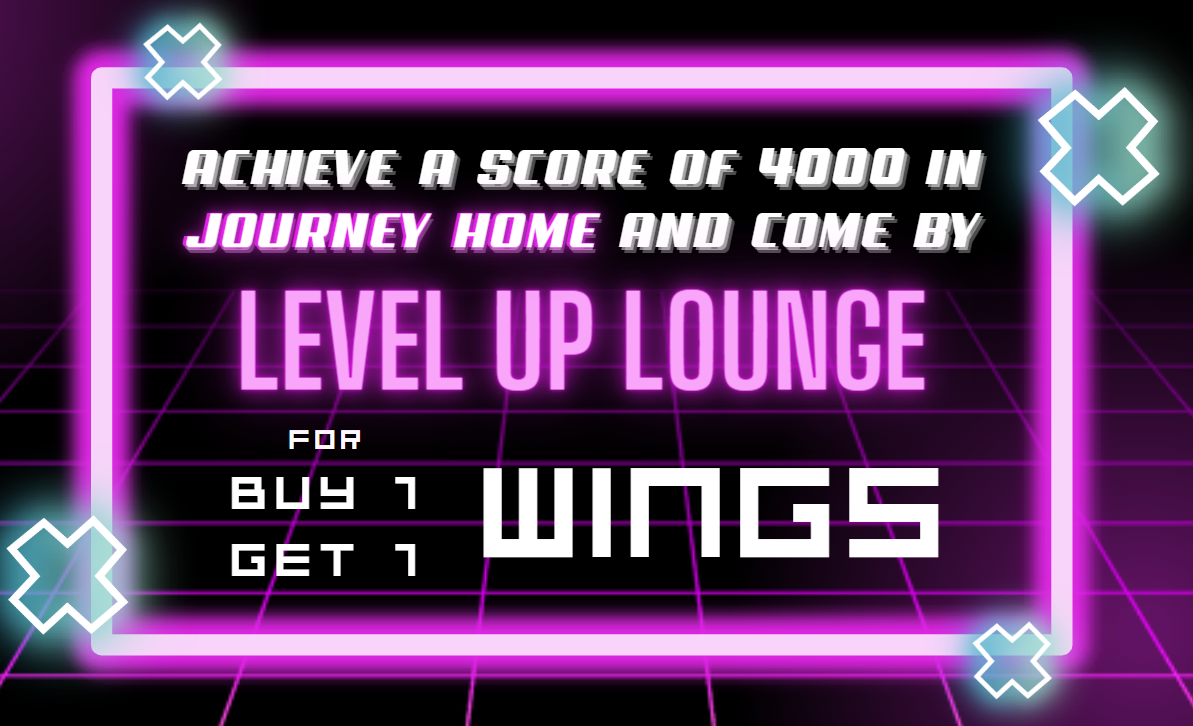 ACHIEVE A SCORE OF 4000 IN
JOURNEY HOME AND COME BY
LEVEL UP LOUNGE
FOR
BUY 1
GET 1
WINGS